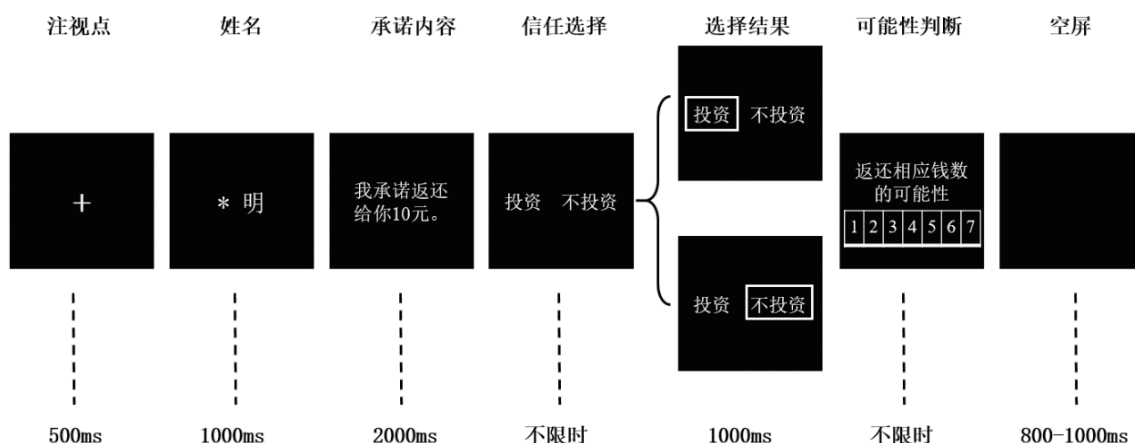 注视点
姓名
承诺内容
信任选择
选择结果
可能性判断
空屏
+
* 明
我承诺返还
给你10元。
投资 不投资
投资 不投资
投资 不投资
返还相应钱数
的可能性
1 2 3 4 5 6 7
500ms
1000ms
2000ms
不限时
1000ms
不限时
800-1000ms